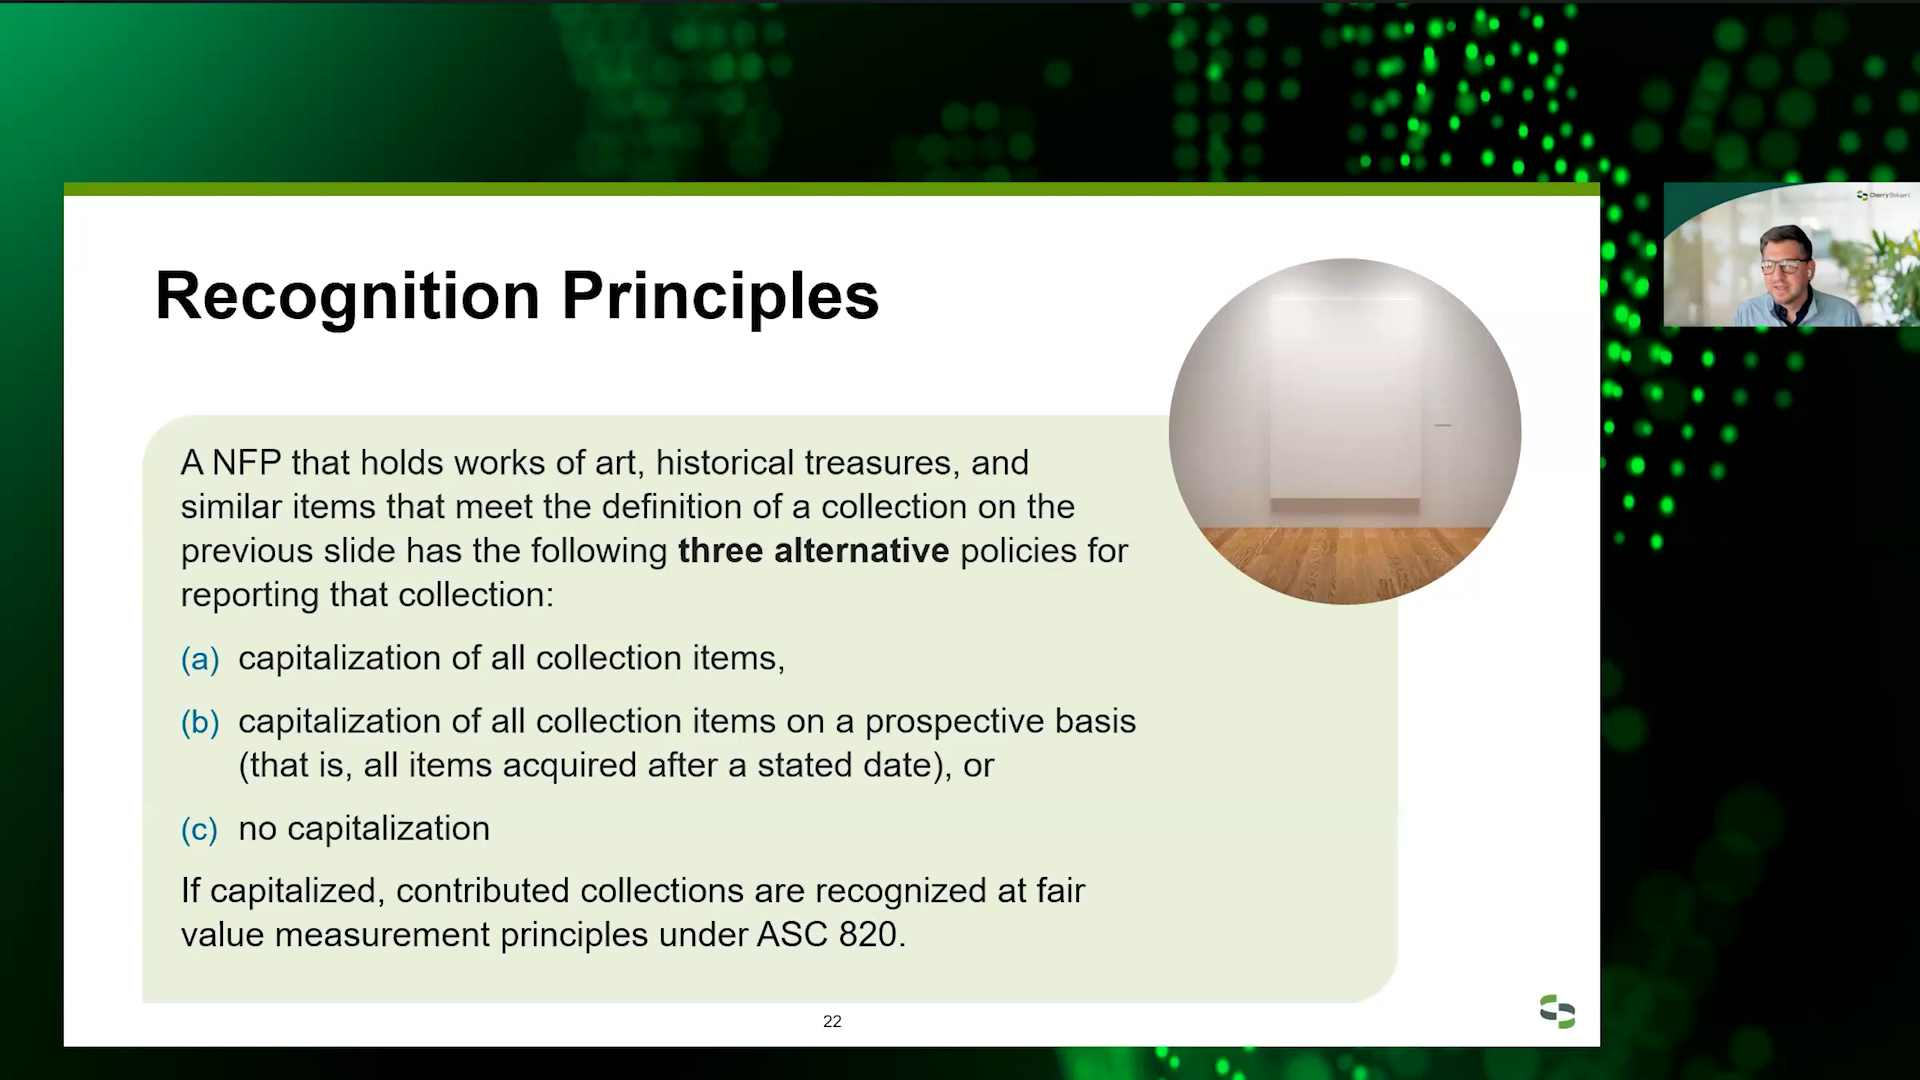 CherryBekaert
Recognition Principles
A NFP that holds works of art, historical treasures, and
similar items that meet the definition of a collection on the
previous slide has the following three alternative policies for
reporting that collection:
(a) capitalization of all collection items,
(b) capitalization of all collection items on a prospective basis
(that is, all items acquired after a stated date), or
(c) no capitalization
If capitalized, contributed collections are recognized at fair
value measurement principles under ASC 820.
22